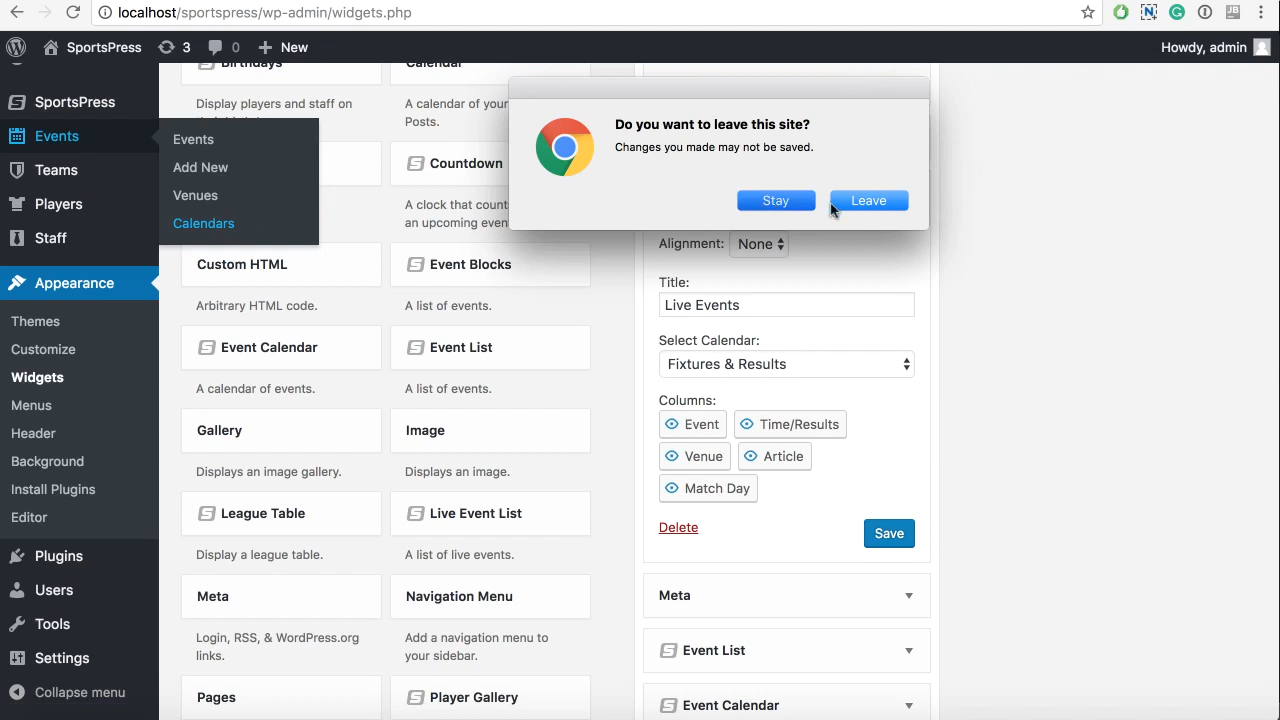 localhost/sportspress/wp-admin/widgets.php
SportsPress
3
0
New
Howdy, admin
SportsPress
Events
Teams
Players
Staff
Appearance
Themes
Customize
Widgets
Menus
Header
Background
Install Plugins
Editor
Plugins
Users
Tools
Settings
Collapse menu
Events
Add New
Venues
Calendars
Birthdays
Display players and staff on
Calendar
A calendar of your
Posts.
Countdown
A clock that counts
Custom HTML
Arbitrary HTML code.
Event Blocks
A list of events.
Event Calendar
A calendar of events.
Event List
A list of events.
Gallery
Displays an image gallery.
Image
Displays an image.
League Table
Display a league table.
Live Event List
A list of live events.
Meta
Login, RSS, & WordPress.org
links.
Navigation Menu
Add a navigation menu to
your sidebar.
Pages
Player Gallery
Do you want to leave this site?
Changes you made may not be saved.
Stay
Leave
Alignment: None
Title:
Live Events
Select Calendar:
Fixtures & Results
Columns:
Event Time/Results
Venue Article
Match Day
Delete
Save
Meta
Event List
Event Calendar